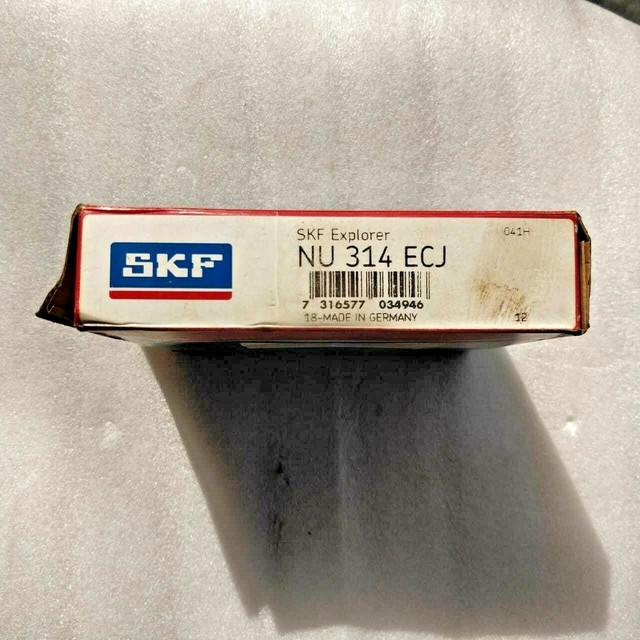 SKF
SKF Explorer
041H
NU 314 ECJ
7 316577 034946
18-MADE IN GERMANY
12